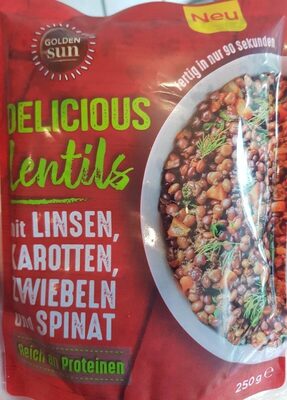 Neu
GOLDEN
sun
fertig in nur 90 Sekunden
DELICIOUS
Lentils
mit LINSEN,
KAROTTEN,
ZWIEBELN
und SPINAT
Reich an Proteinen
250g e